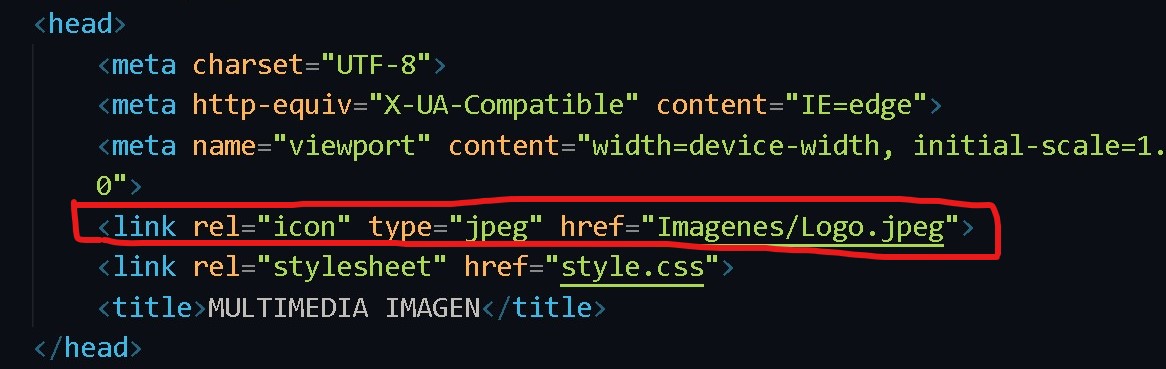 <head>
<meta charset="UTF-8">
<meta http-equiv="X-UA-Compatible" content="IE=edge">
<meta name="viewport" content="width=device-width, initial-scale=1.
0">
<link rel="icon" type="jpeg" href="Imagenes/Logo.jpeg">
<link rel="stylesheet" href="style.css">
<title>MULTIMEDIA IMAGEN</title>
</head>